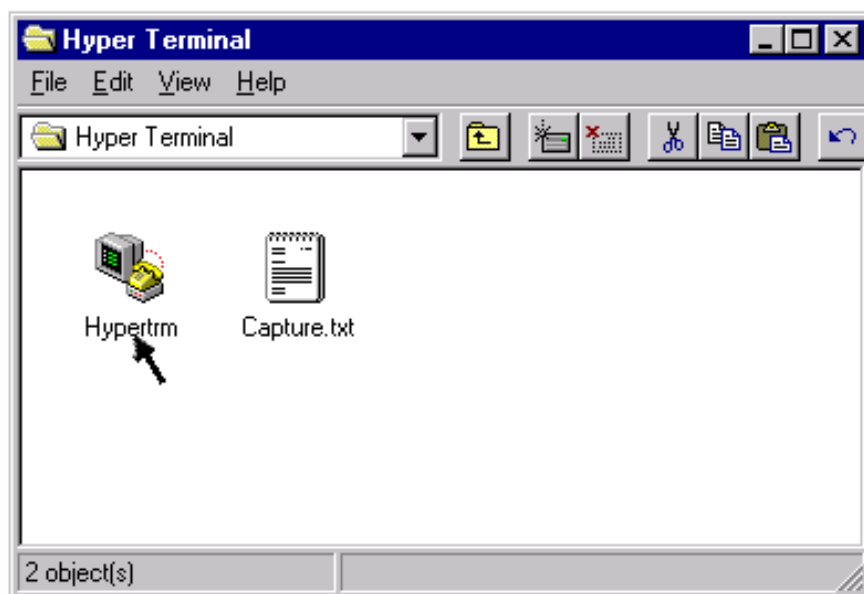 Hyper Terminal
File Edit View Help
Hyper Terminal
Hypertrm Capture.txt
2 object(s)